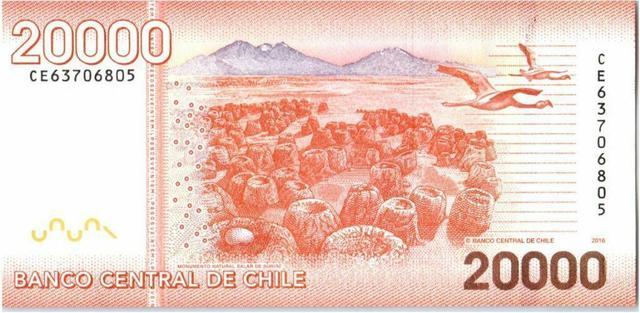 20000
CE63706805
CE63706805
© BANCO CENTRAL DE CHILE
2016
MONUMENTO NATURAL SALAR DE SURIRE
BANCO CENTRAL DE CHILE
20000